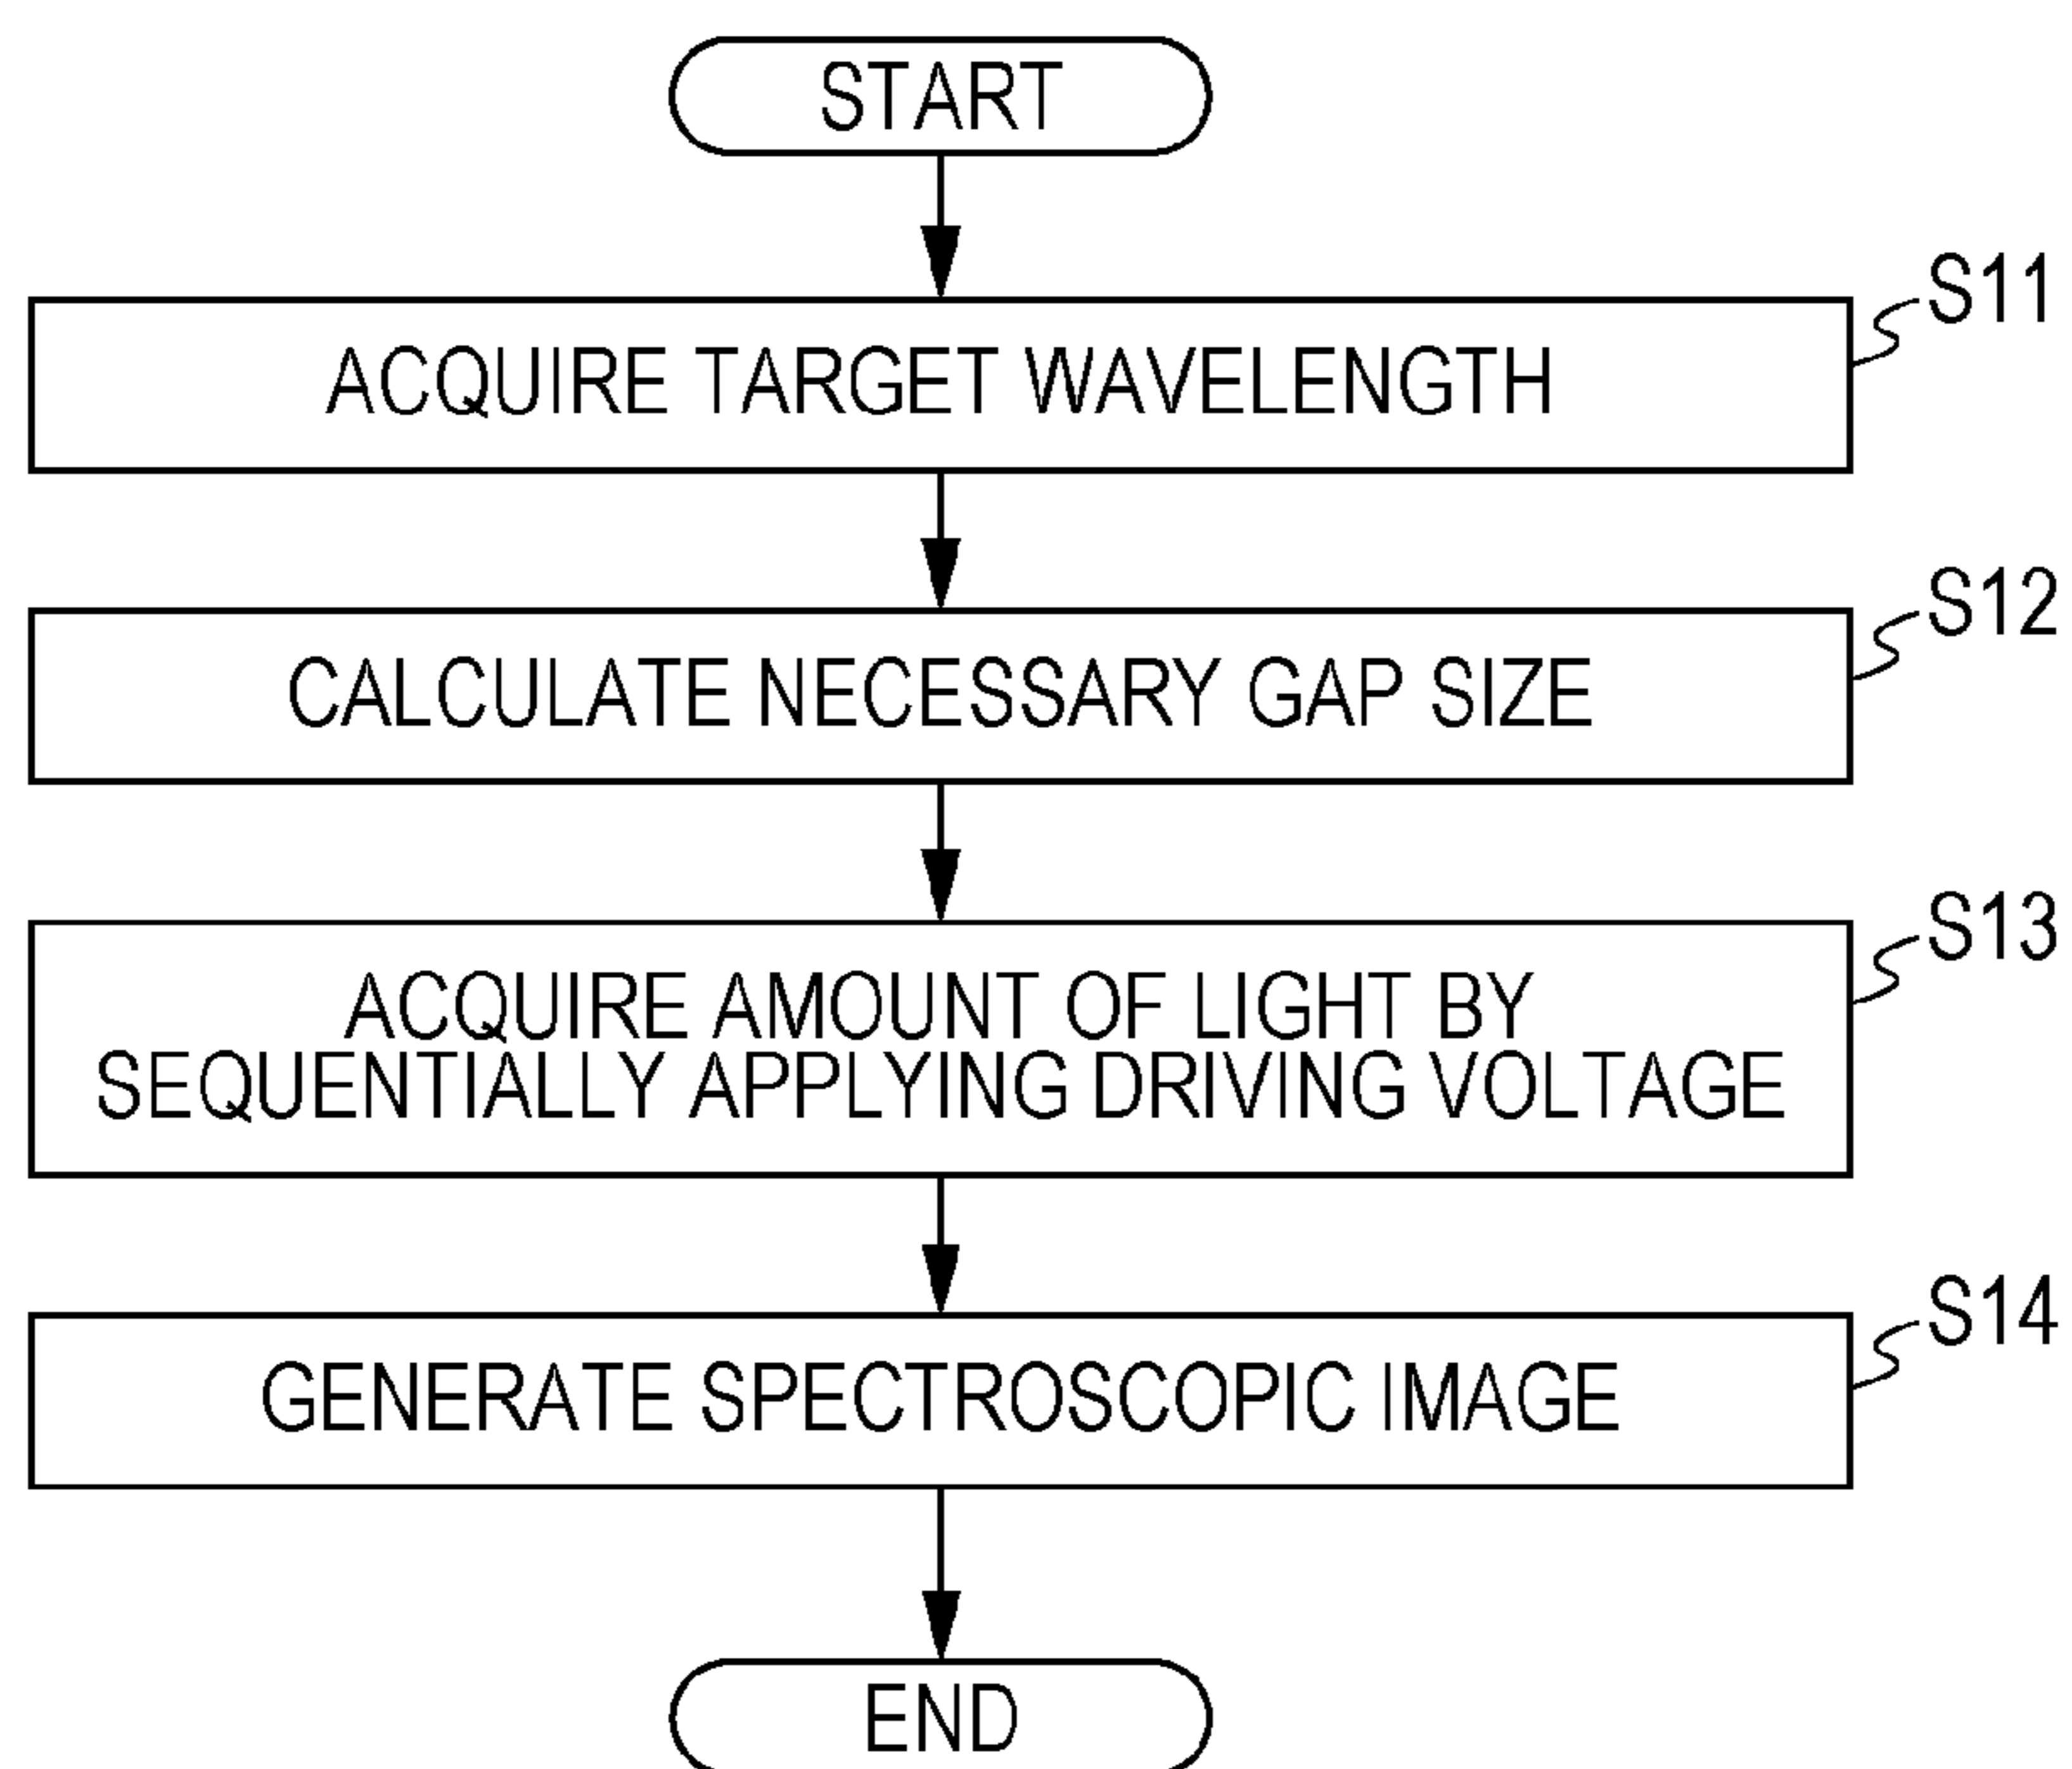 START
S11
ACQUIRE TARGET WAVELENGTH
S12
CALCULATE NECESSARY GAP SIZE
S13
ACQUIRE AMOUNT OF LIGHT BY
SEQUENTIALLY APPLYING DRIVING VOLTAGE
S14
GENERATE SPECTROSCOPIC IMAGE
END